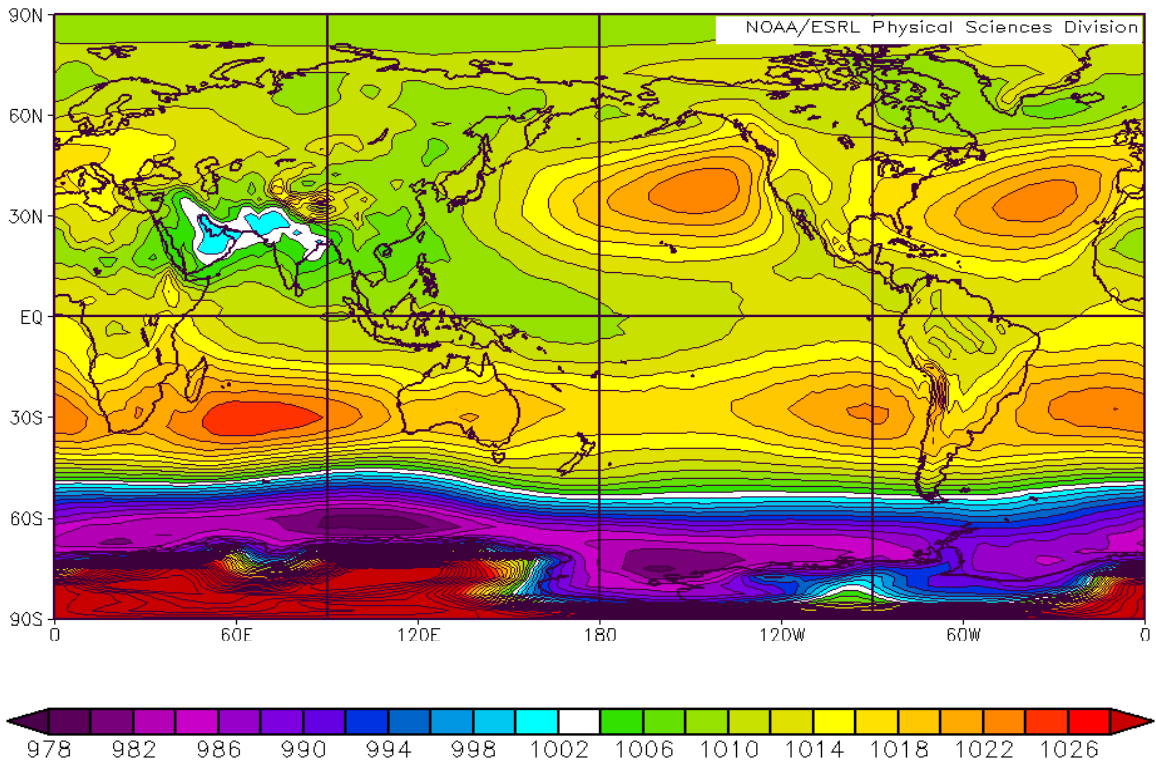 90N
NOAA/ESRL Physical Sciences Division
60N
30N
EQ
30S
60S
90S
0 60E 120E 180 120W 60W 0
978 982 986 990 994 998 1002 1006 1010 1014 1018 1022 1026